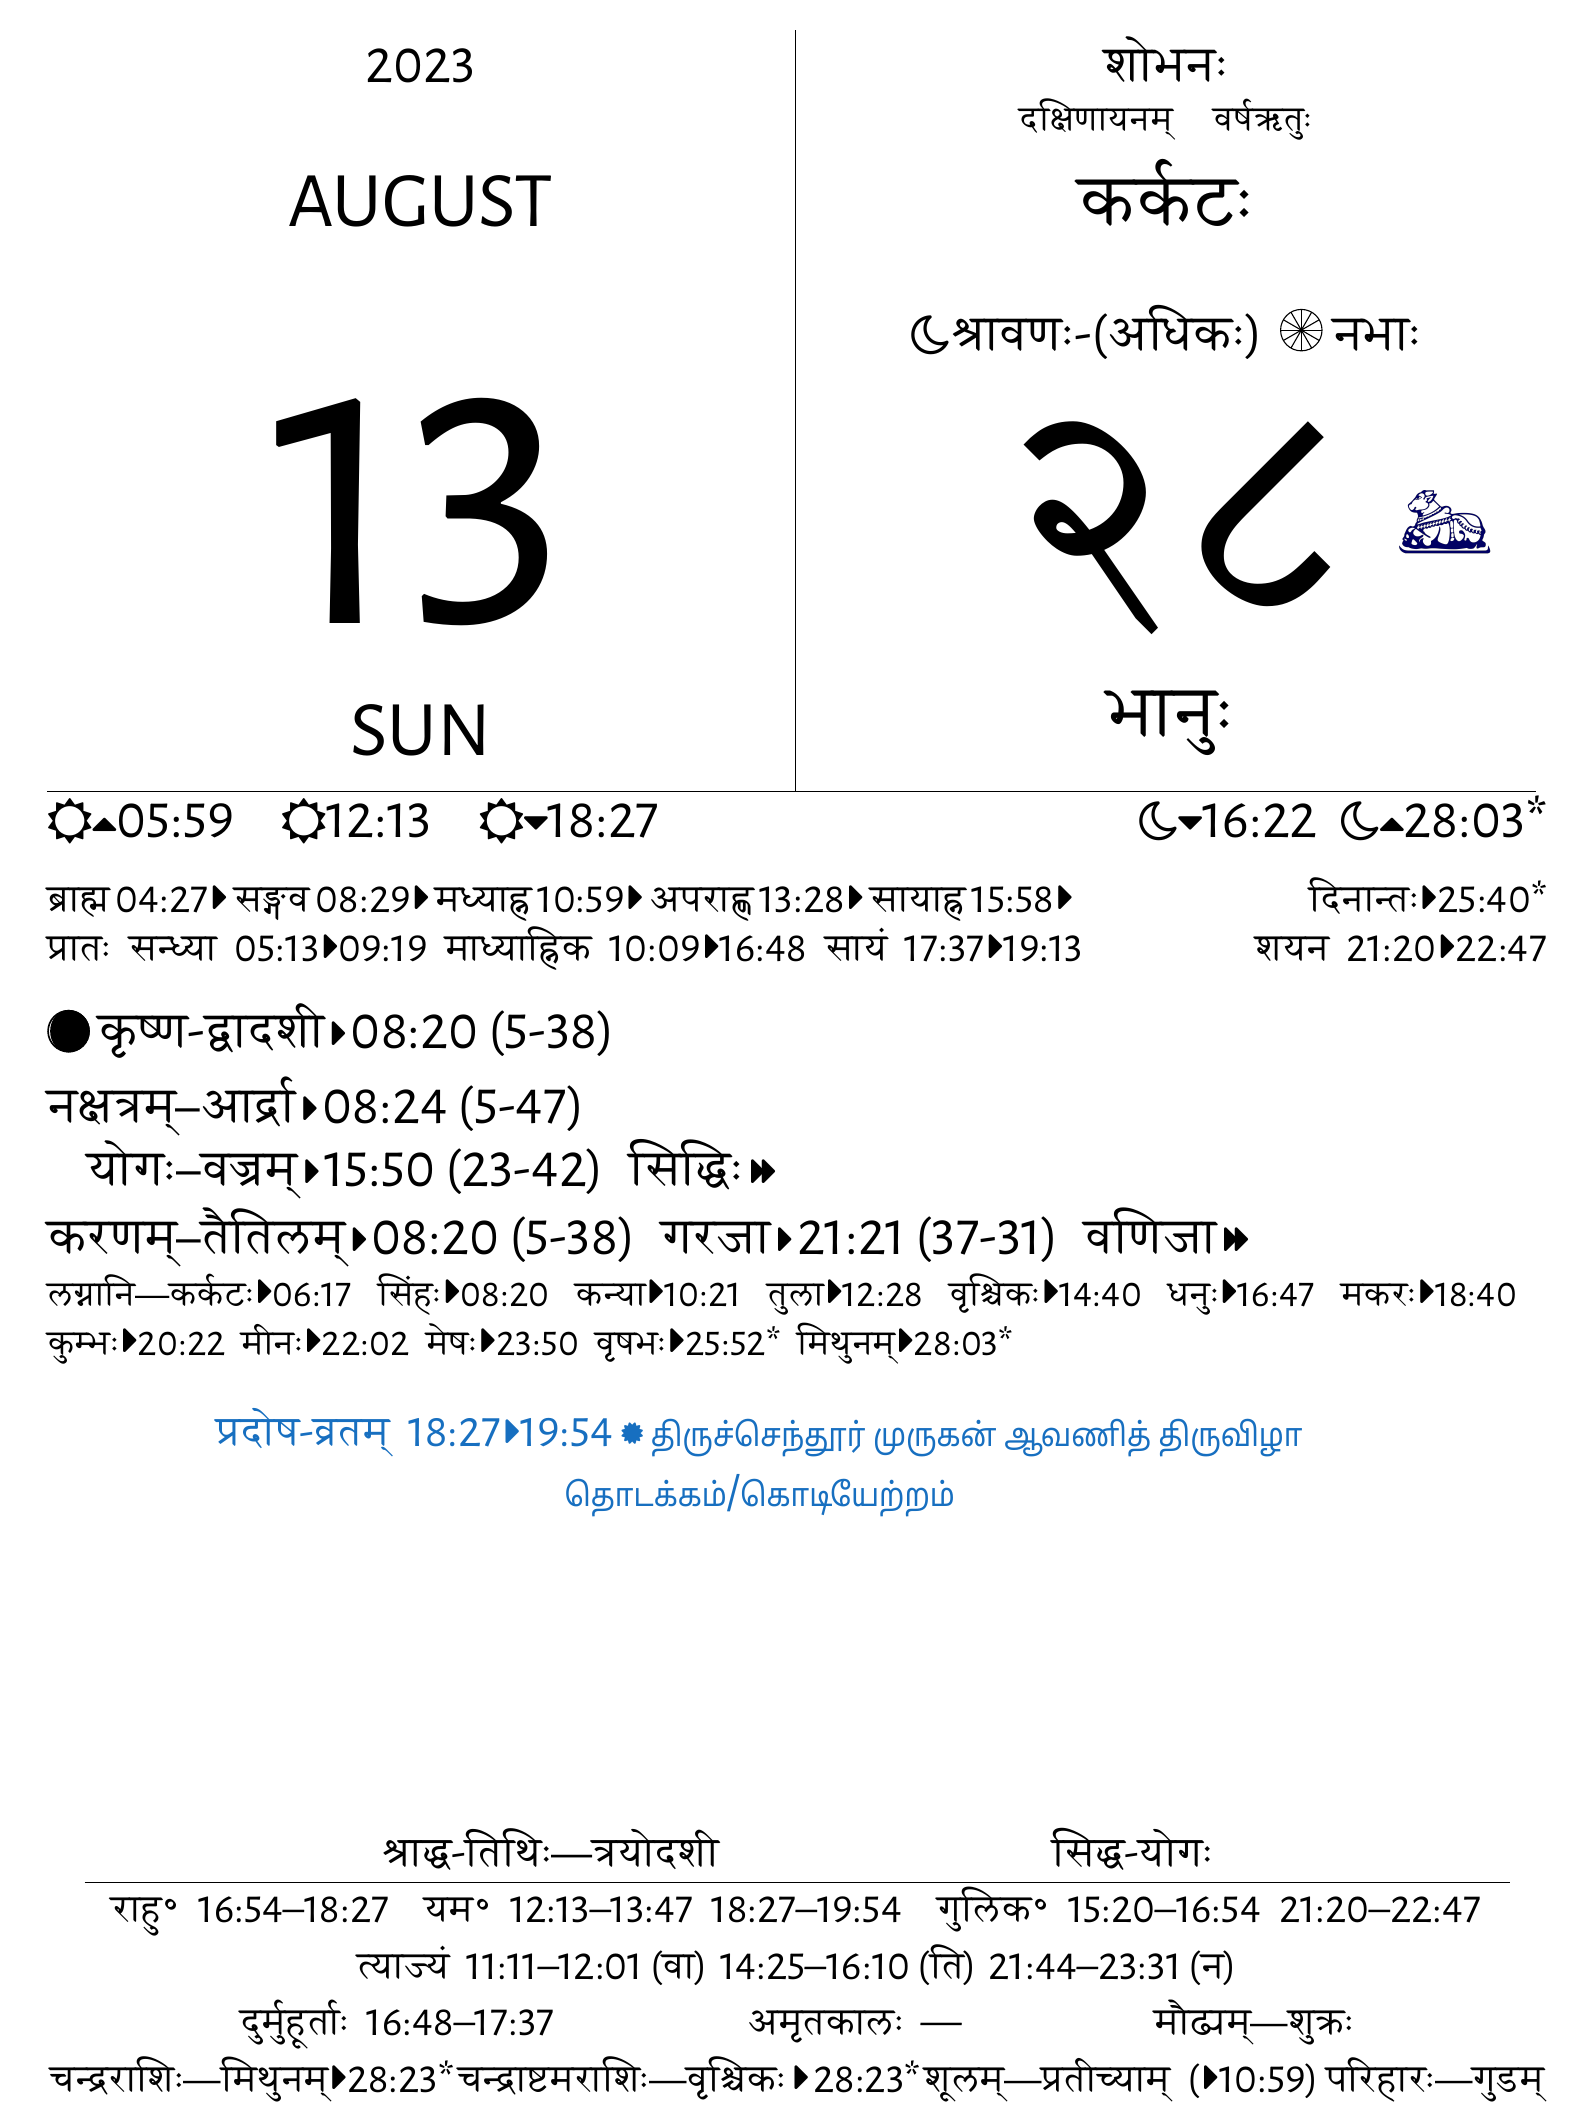 2023
AUGUST
13
SUN
शोभनः
दक्षिणायनम् वर्षऋतुः
कर्कटः
श्रावणः-(अधिकः) नभाः
२८
भानुः
05:59 12:13 18:27 16:22 28:03*
ब्राह्म 04:27 सङ्गव 08:29 मध्याह्न 10:59 अपराह्ण 13:28 सायाह्न 15:58 दिनान्तः 25:40*
प्रातः सन्ध्या 05:13 09:19 माध्याह्निक 10:09 16:48 सायं 17:37 19:13 शयन 21:20 22:47
कृष्ण-द्वादशी 08:20 (5-38)
नक्षत्रम्–आर्द्रा 08:24 (5-47)
योगः–वज्रम् 15:50 (23-42) सिद्धिः
करणम्–तैतिलम् 08:20 (5-38) गरजा 21:21 (37-31) वणिजा
लग्नानि—कर्कटः 06:17 सिंहः 08:20 कन्या 10:21 तुला 12:28 वृश्चिकः 14:40 धनुः 16:47 मकरः 18:40
कुम्भः 20:22 मीनः 22:02 मेषः 23:50 वृषभः 25:52* मिथुनम् 28:03*
प्रदोष-व्रतम् 18:27 19:54 திருச்செந்தூர் முருகன் ஆவணித் திருவிழா
தொடக்கம்/கொடியேற்றம்
श्राद्ध-तिथिः—त्रयोदशी सिद्ध-योगः
राहु॰ 16:54–18:27 यम॰ 12:13–13:47 18:27–19:54 गुलिक॰ 15:20–16:54 21:20–22:47
त्याज्यं 11:11–12:01 (वा) 14:25–16:10 (ति) 21:44–23:31 (न)
दुर्मुहूर्ताः 16:48–17:37 अमृतकालः — मौढ्यम्—शुक्रः
चन्द्रराशिः—मिथुनम् 28:23* चन्द्राष्टमराशिः—वृश्चिकः 28:23* शूलम्—प्रतीच्याम् (10:59) परिहारः—गुडम्